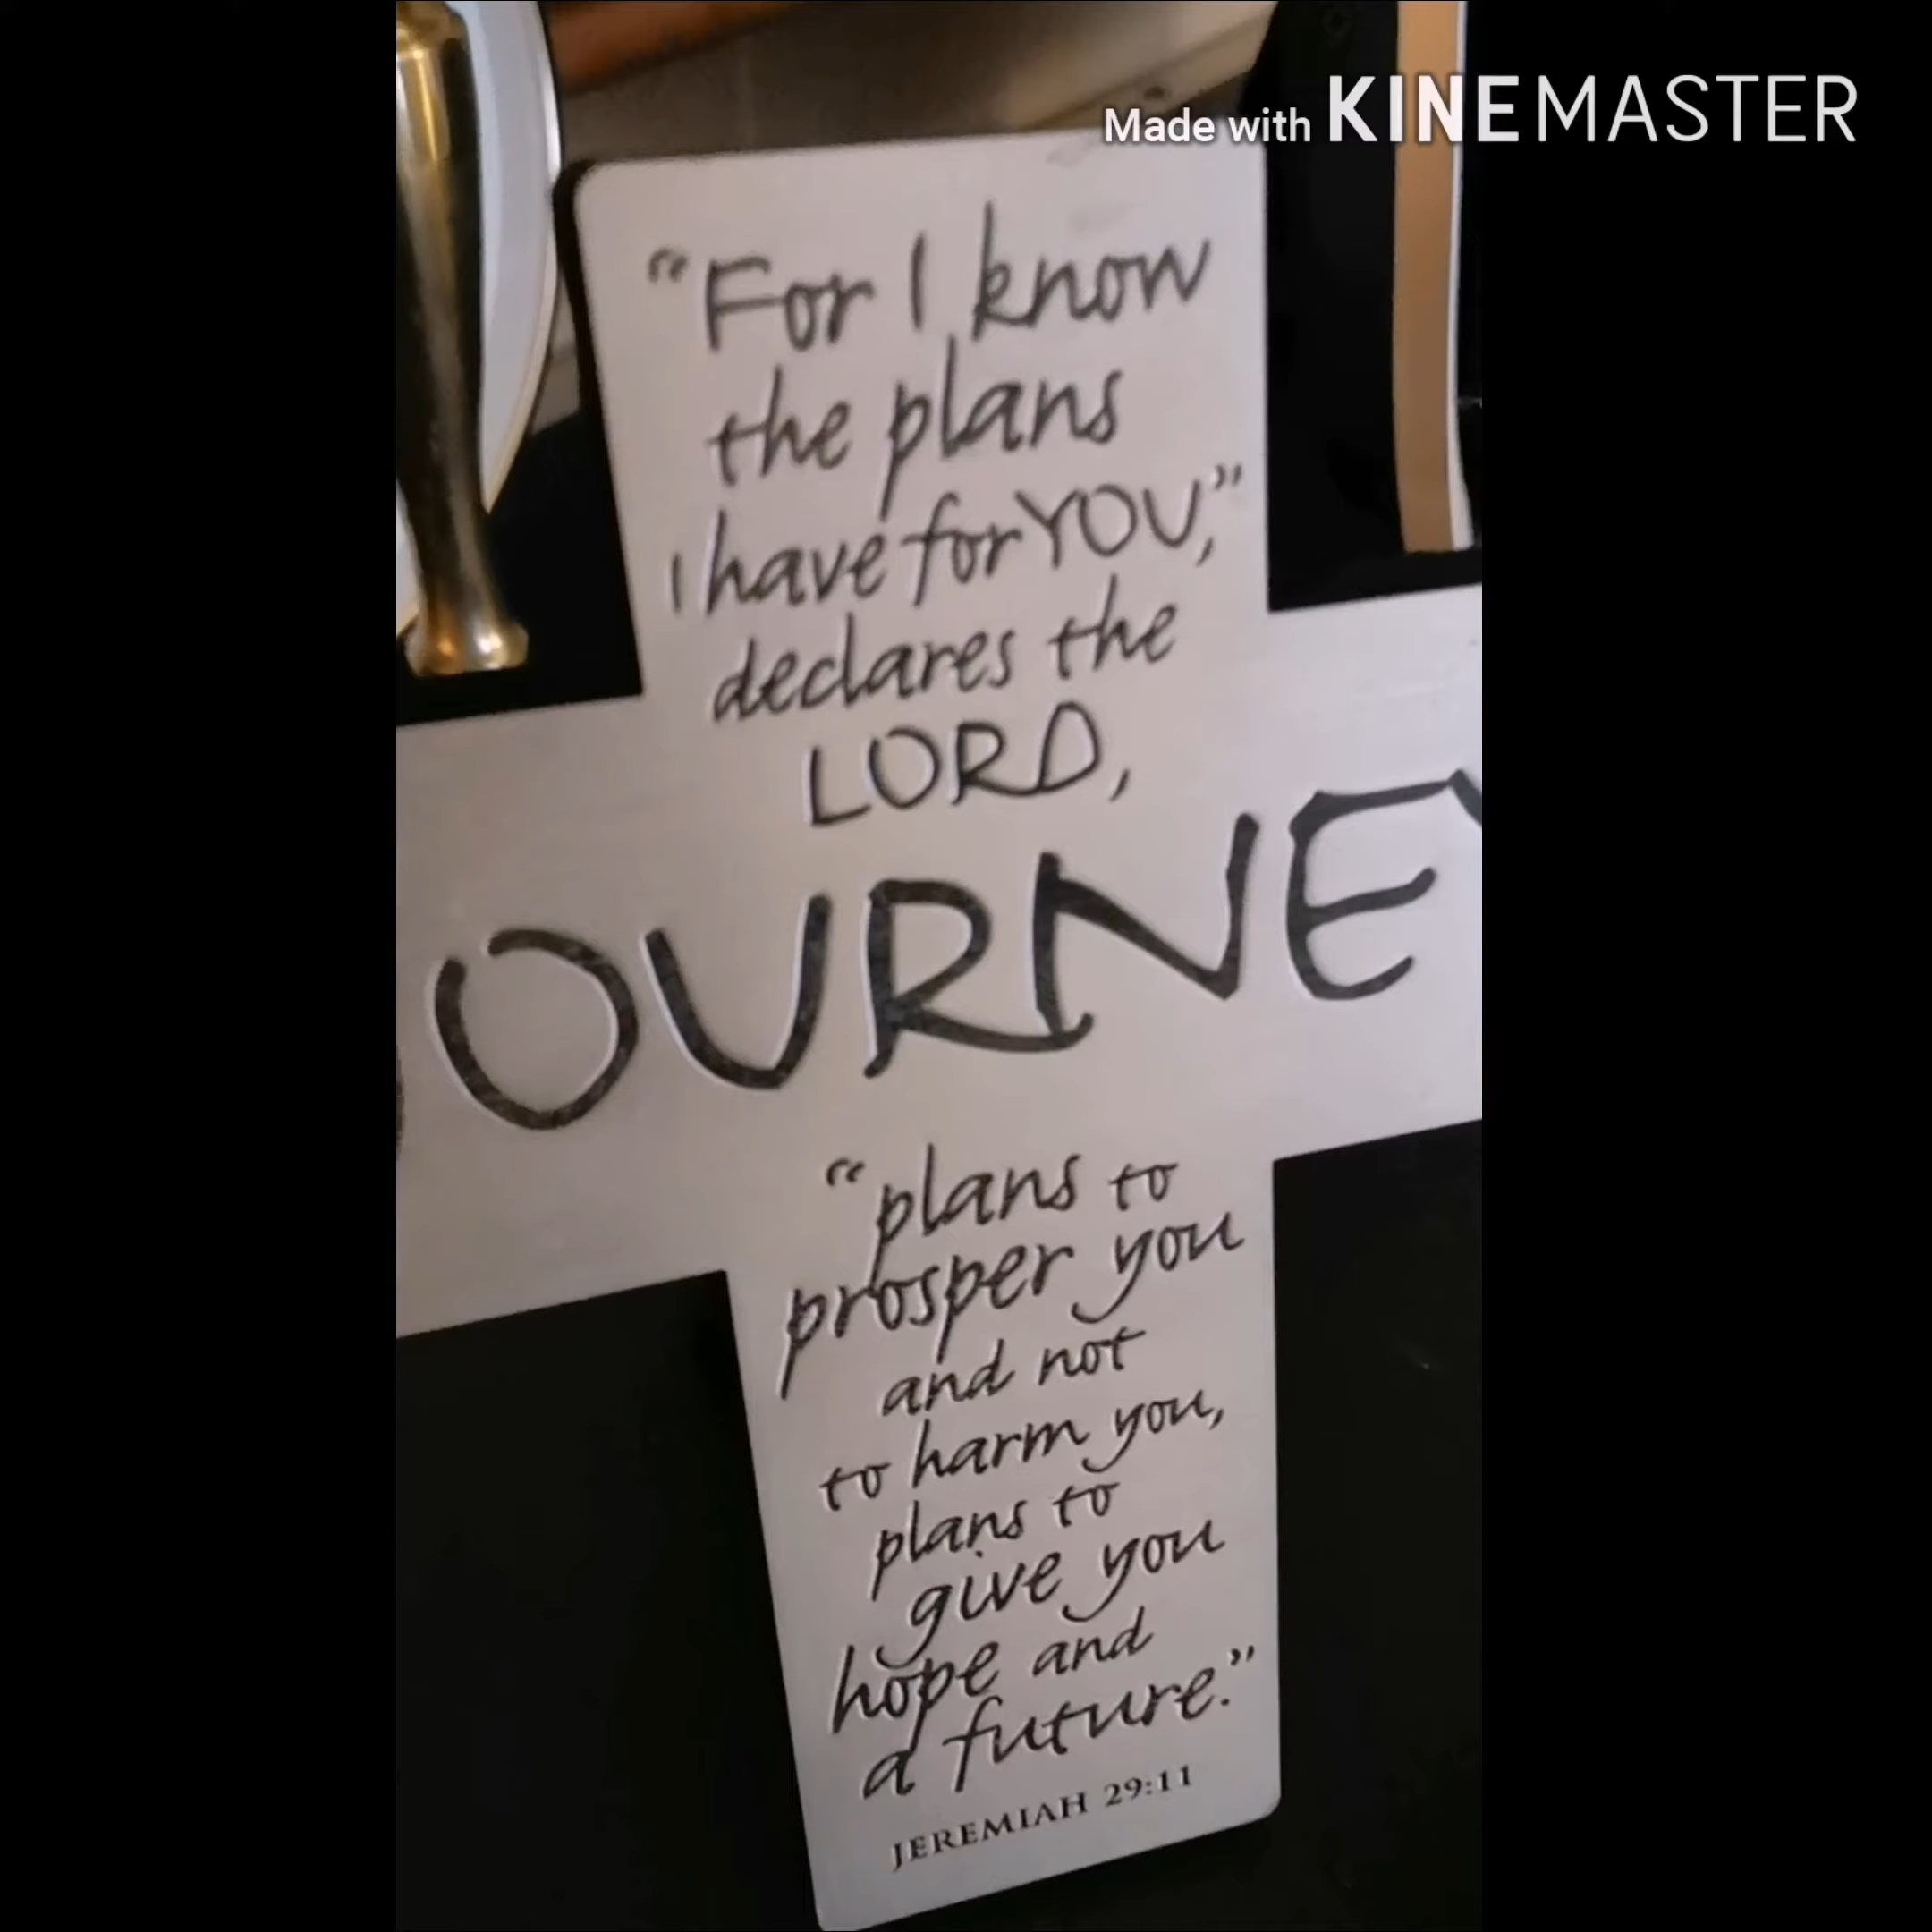 Made with KINEMASTER
“For I know
the plans
I have for YOU,”
declares the
LORD,
OURNEY
“plans to
prosper you
and not
to harm you,
plans to
give you
hope and
a future.”
JEREMIAH 29:11